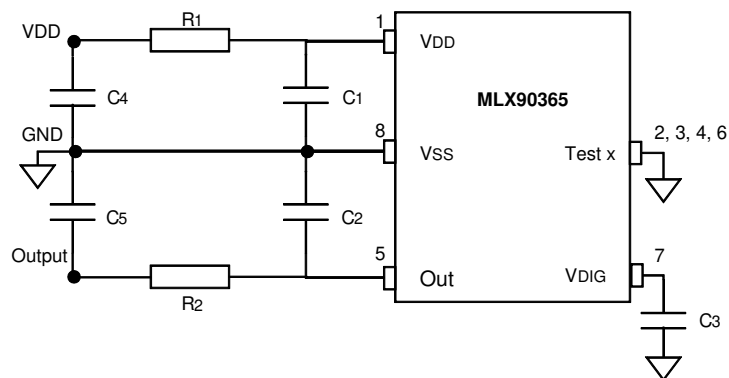 VDD
R1
1
VDD
MLX90365
C4
C1
GND
8
VSS
2, 3, 4, 6
Test x
C5
C2
Output
5
Out
7
VDIG
R2
C3